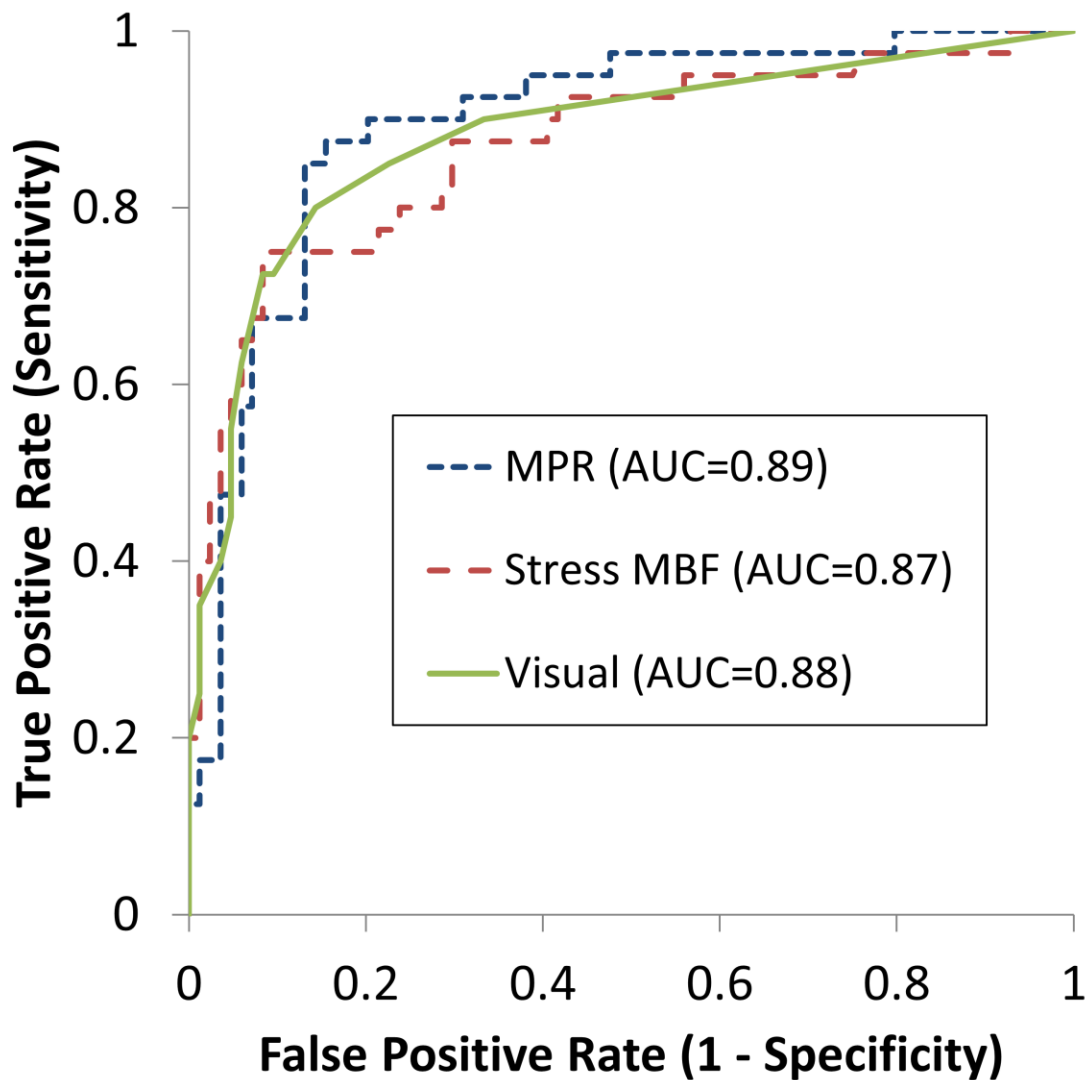 True Positive Rate (Sensitivity)
1
0.8
0.6
0.4
0.2
0
MPR (AUC=0.89)
Stress MBF (AUC=0.87)
Visual (AUC=0.88)
0 0.2 0.4 0.6 0.8 1
False Positive Rate (1 - Specificity)